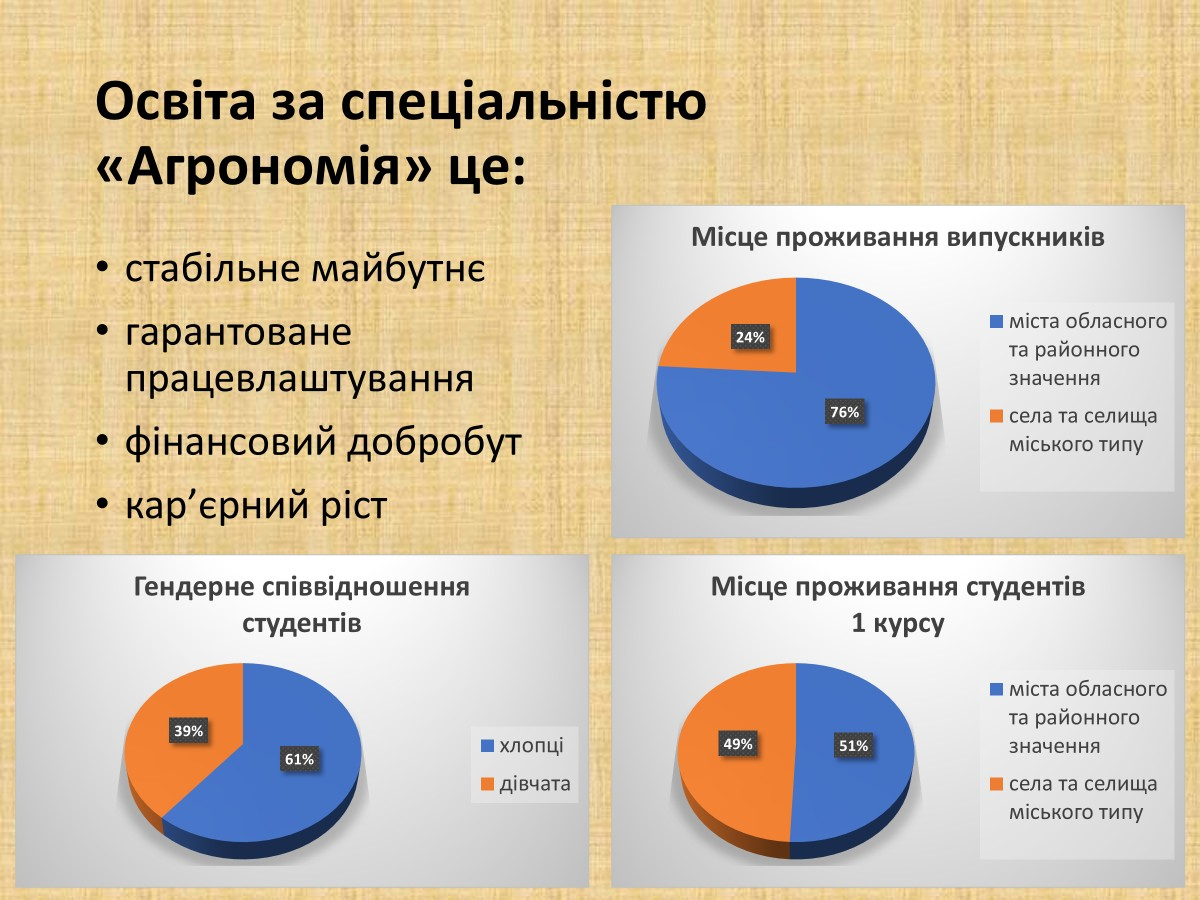 Освіта за спеціальністю
«Агрономія» це:
• стабільне майбутнє
• гарантоване
працевлаштування
• фінансовий добробут
• кар’єрний ріст
Місце проживання випускників
24%
76%
міста обласного
та районного
значення
села та селища
міського типу
Гендерне співвідношення
студентів
39%
61%
хлопці
дівчата
Місце проживання студентів
1 курсу
49%
51%
міста обласного
та районного
значення
села та селища
міського типу